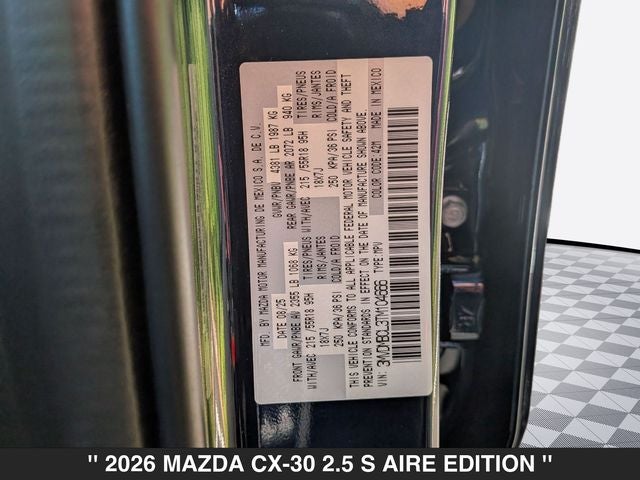 MFD. BY MAZDA MOTOR MANUFACTURING DE MEXICO S.A. DE C.V.
08/25 4381 LB 1987 KG
GVWR/PNBV
FRONT GAWR/PNBE AV 2355 LB 1068 KG REAR GAWR/PNBE AR 2072 LB 940 KG
WITH/AVEC 215/55R18 95H TIRES/PNEUS WITH/AVEC 215/55R18 95H TIRES/PNEUS
18X7J RIMS/JANTES 18X7J RIMS/JANTES
250 KPA/36 PSI COLD/A FROID 250 KPA/36 PSI COLD/A FROID
THIS VEHICLE CONFORMS TO ALL APPLICABLE FEDERAL MOTOR VEHICLE SAFETY AND THEFT
PREVENTION STANDARDS IN EFFECT ON THE DATE OF MANUFACTURE SHOWN ABOVE.
VIN: TYPE MPV COLOR CODE:42M MADE IN MEXICO
" 2026 MAZDA CX-30 2.5 S AIRE EDITION "